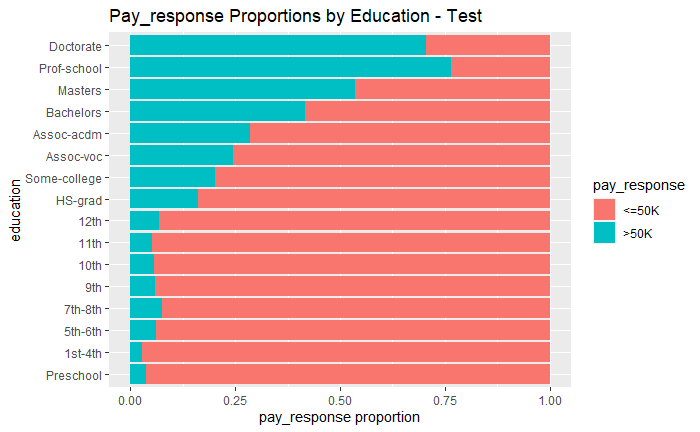 Pay_response Proportions by Education - Test
education
Doctorate
Prof-school
Masters
Bachelors
Assoc-acdm
Assoc-voc
Some-college
HS-grad
12th
11th
10th
9th
7th-8th
5th-6th
1st-4th
Preschool
0.00 0.25 0.50 0.75 1.00
pay_response proportion
pay_response
<=50K
>50K